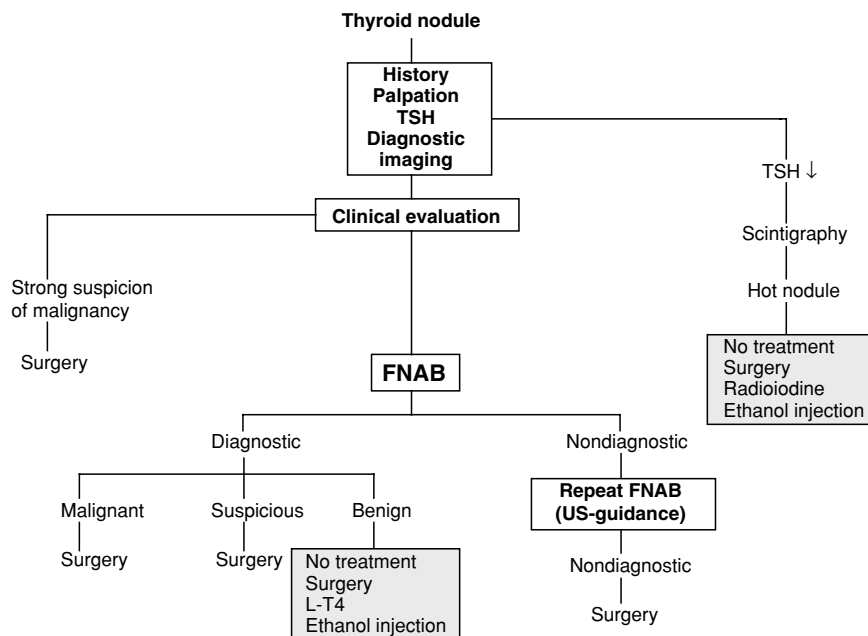 Thyroid nodule
History
Palpation
TSH
Diagnostic
imaging
TSH ↓
Clinical evaluation
Scintigraphy
Strong suspicion
of malignancy
Hot nodule
Surgery
No treatment
Surgery
Radioiodine
Ethanol injection
FNAB
Diagnostic
Nondiagnostic
Malignant
Suspicious
Benign
Repeat FNAB
(US-guidance)
Surgery
Surgery
No treatment
Surgery
L-T4
Ethanol injection
Nondiagnostic
Surgery